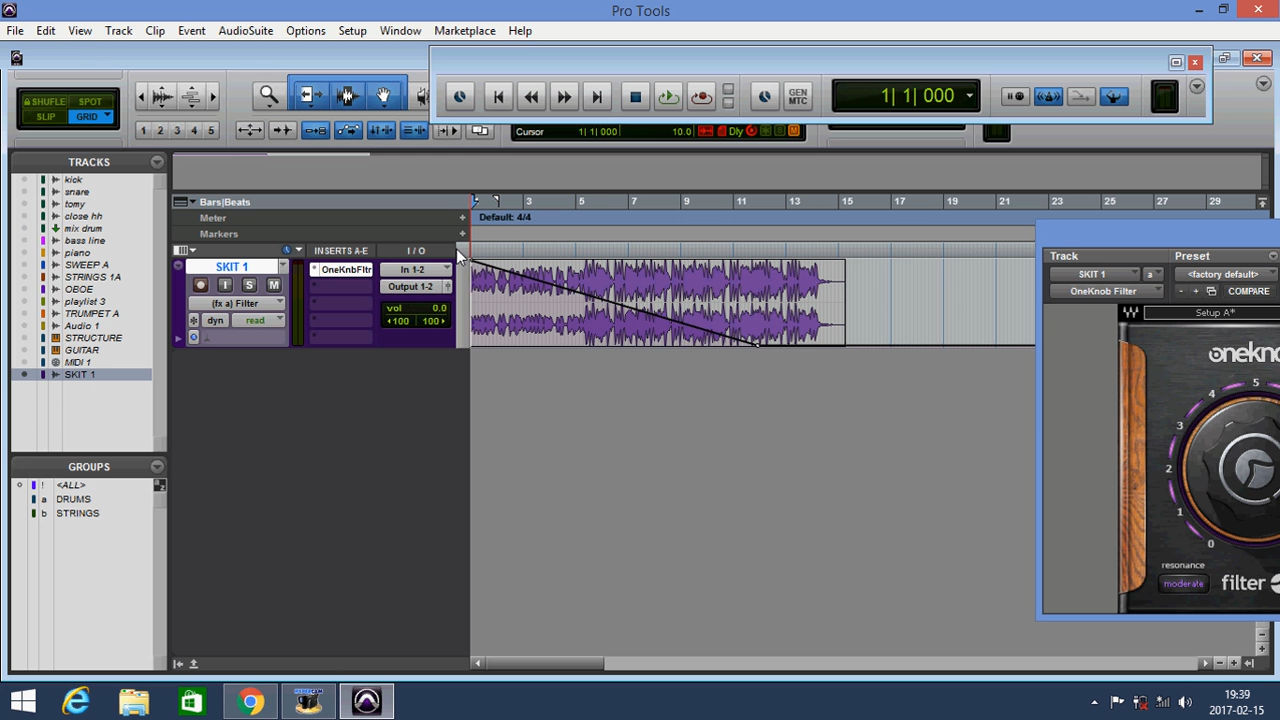 Pro Tools
File Edit View Track Clip Event AudioSuite Options Setup Window Marketplace Help
SHUFLE SPOT
SLIP GRID
1 2 3 4 5
1| 1| 000
GEN
MTC
Cursor 1| 1| 000 10.0 Dly
TRACKS
kick
snare
tomy
close hh
mix drum
bass line
piano
SWEEP A
STRINGS 1A
OBOE
playlist 3
TRUMPET A
Audio 1
STRUCTURE
GUITAR
MIDI 1
SKIT 1
GROUPS
! <ALL>
a DRUMS
b STRINGS
Bars|Beats
3 5 7 9 11 13 15 17 19 21 23 25 27 29
Meter
Default: 4/4
Markers
INSERTS A-E I / O
SKIT 1
OneKnbFltr
In 1-2
I S M
Output 1-2
(fx a) Filter
vol 0.0
dyn read
100 100
Track Preset
SKIT 1 a <factory default>
OneKnob Filter - + COMPARE
Setup A*
onekno
5
4
3
2
1
0
resonance
moderate
filter
19:39
2017-02-15